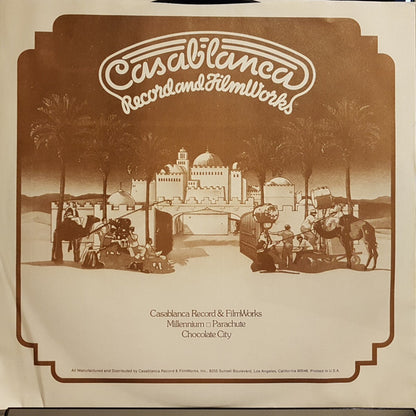 Casablanca
Record and FilmWorks
Casablanca Record & FilmWorks
Millennium □ Parachute
Chocolate City
All Manufactured and Distributed by Casablanca Record & FilmWorks, Inc., 8255 Sunset Boulevard, Los Angeles, California 90046. Printed in U.S.A.